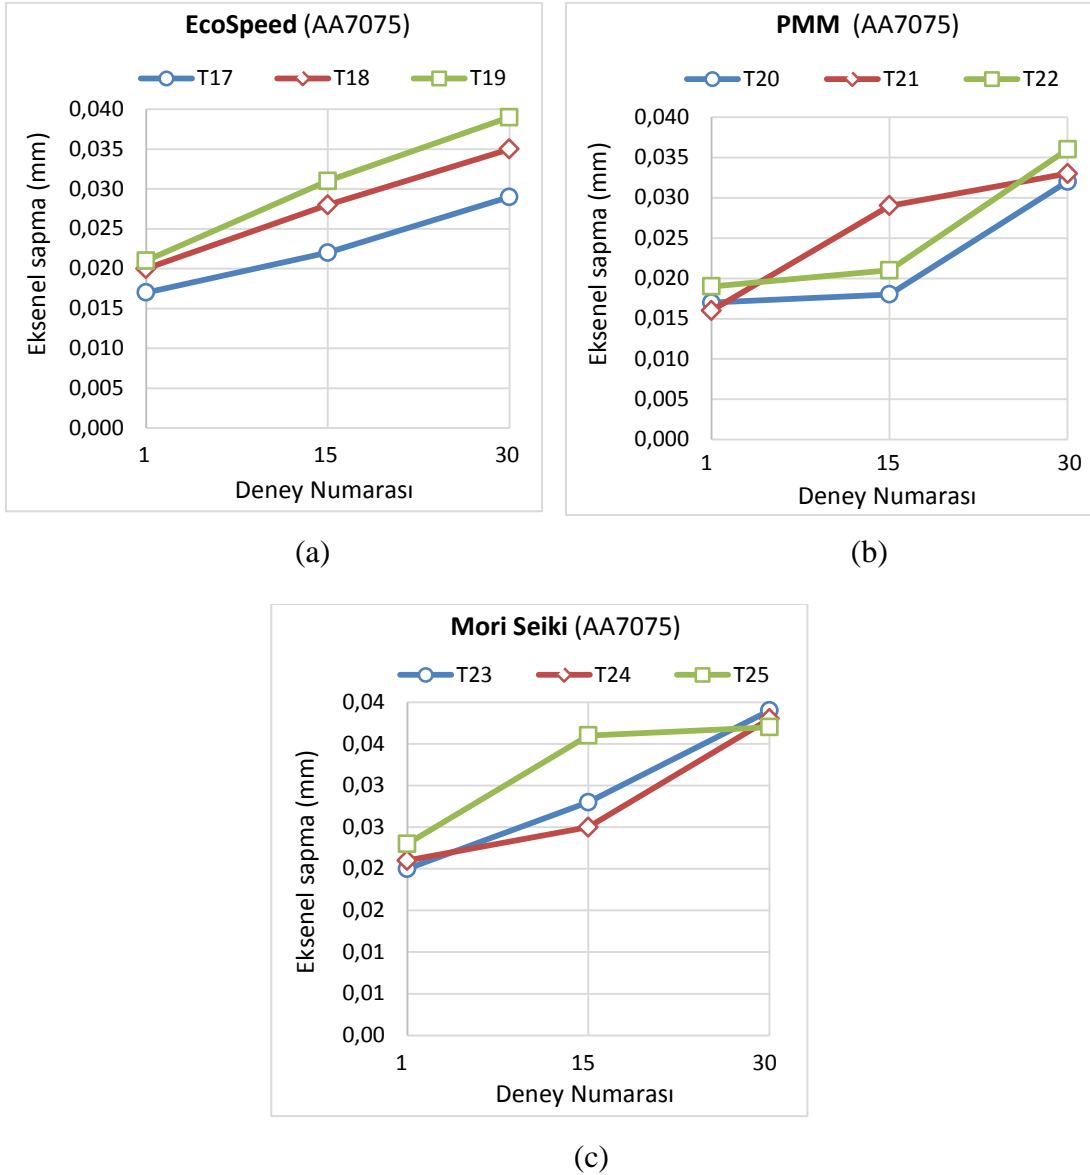 EcoSpeed (AA7075)
T17 T18 T19
0,040
0,035
0,030
0,025
0,020
0,015
0,010
0,005
0,000
Eksenel sapma (mm)
1 15 30
Deney Numarası
(a)
PMM (AA7075)
T20 T21 T22
0,040
0,035
0,030
0,025
0,020
0,015
0,010
0,005
0,000
Eksenel sapma (mm)
1 15 30
Deney Numarası
(b)
Mori Seiki (AA7075)
T23 T24 T25
0,04
0,04
0,03
0,03
0,02
0,02
0,01
0,01
0,00
Eksenel sapma (mm)
1 15 30
Deney Numarası
(c)